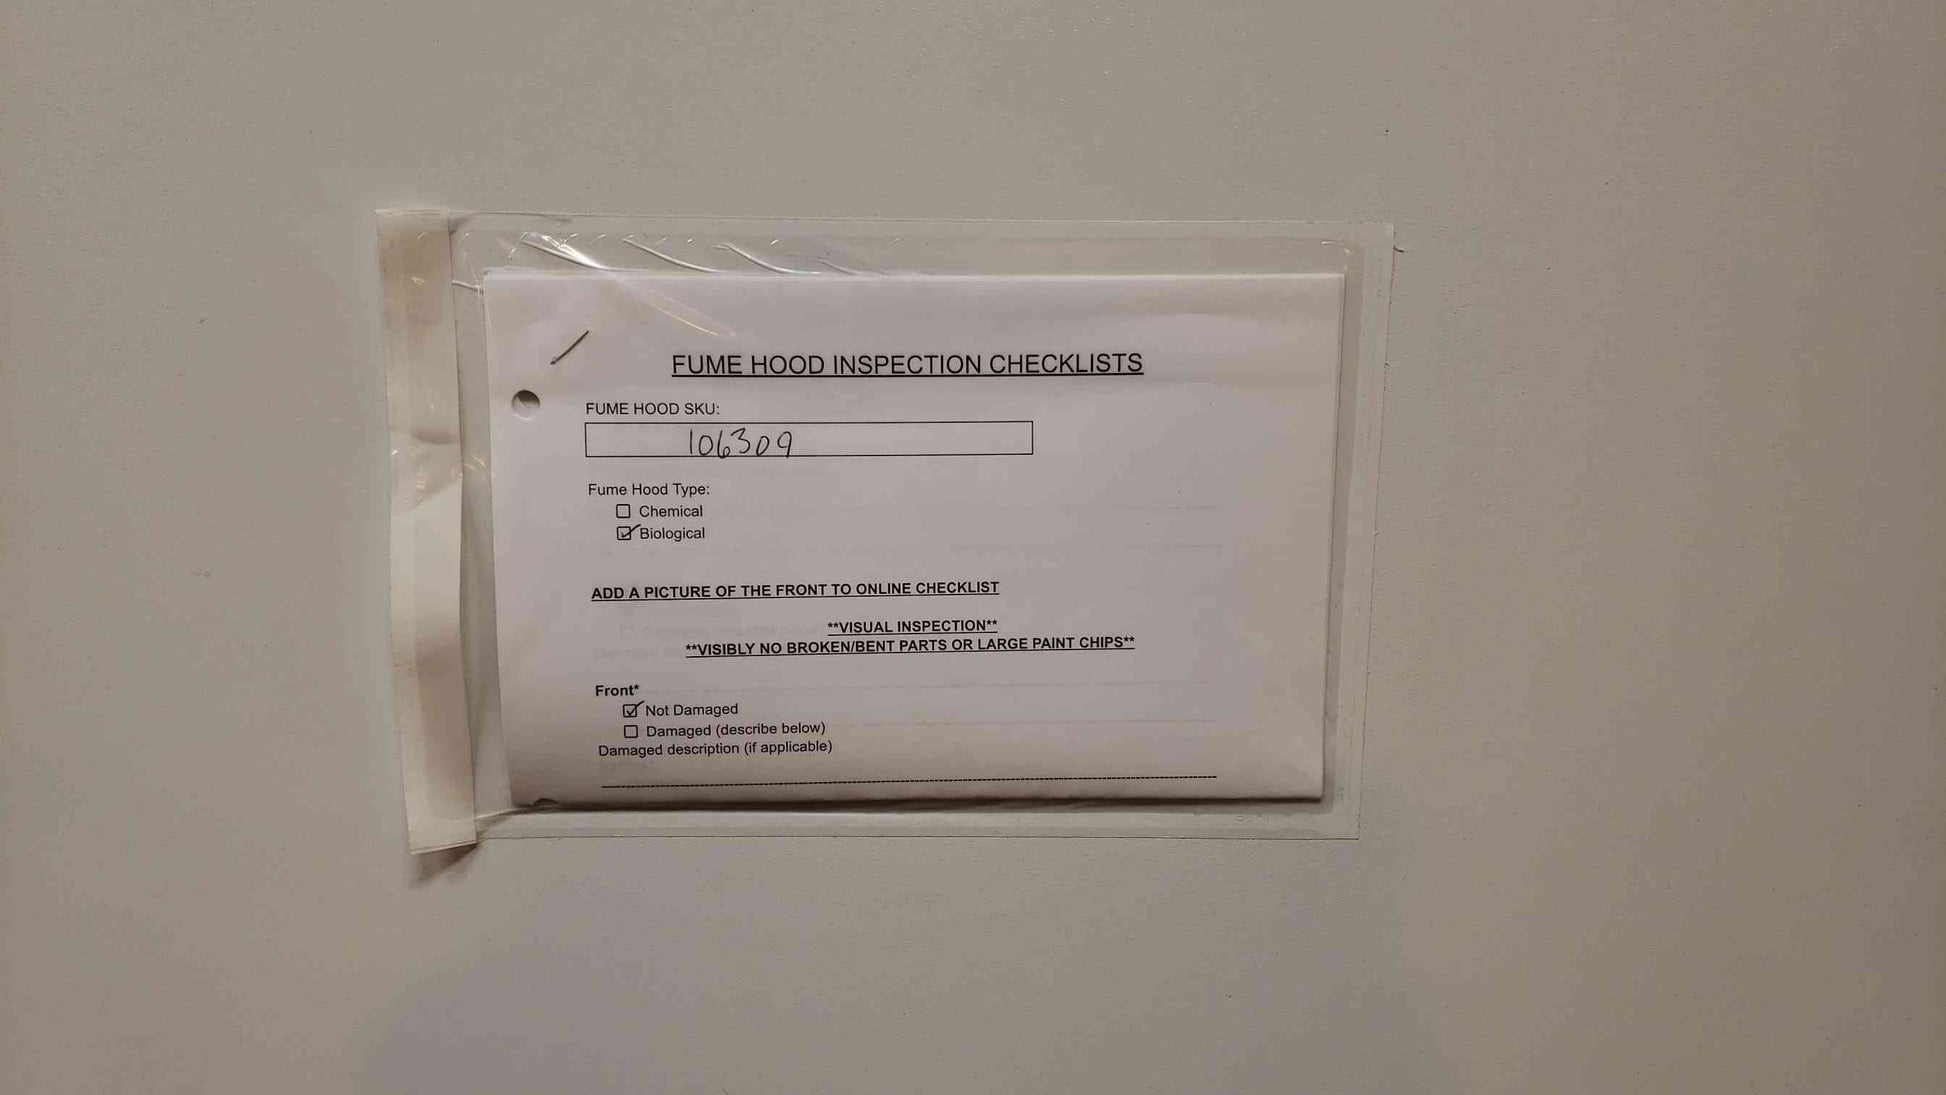 FUME HOOD INSPECTION CHECKLISTS
FUME HOOD SKU:
106309
Fume Hood Type:
☐ Chemical
☑ Biological
ADD A PICTURE OF THE FRONT TO ONLINE CHECKLIST
**VISUAL INSPECTION**
**VISIBLY NO BROKEN/BENT PARTS OR LARGE PAINT CHIPS**
Front*
☑ Not Damaged
☐ Damaged (describe below)
Damaged description (if applicable)